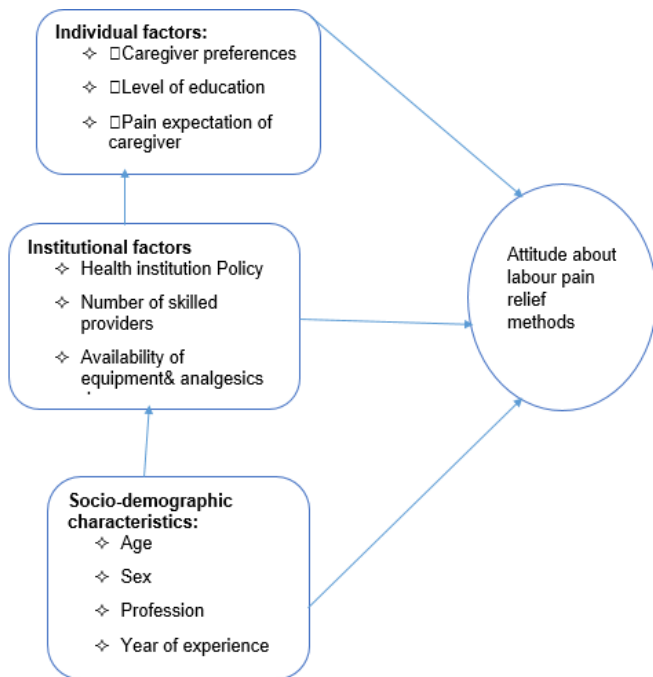 Individual factors:
✧ □Caregiver preferences
✧ □Level of education
✧ □Pain expectation of
caregiver
Institutional factors
✧ Health institution Policy
✧ Number of skilled
providers
✧ Availability of
equipment& analgesics
Attitude about
labour pain
relief
methods
Socio-demographic
characteristics:
✧ Age
✧ Sex
✧ Profession
✧ Year of experience